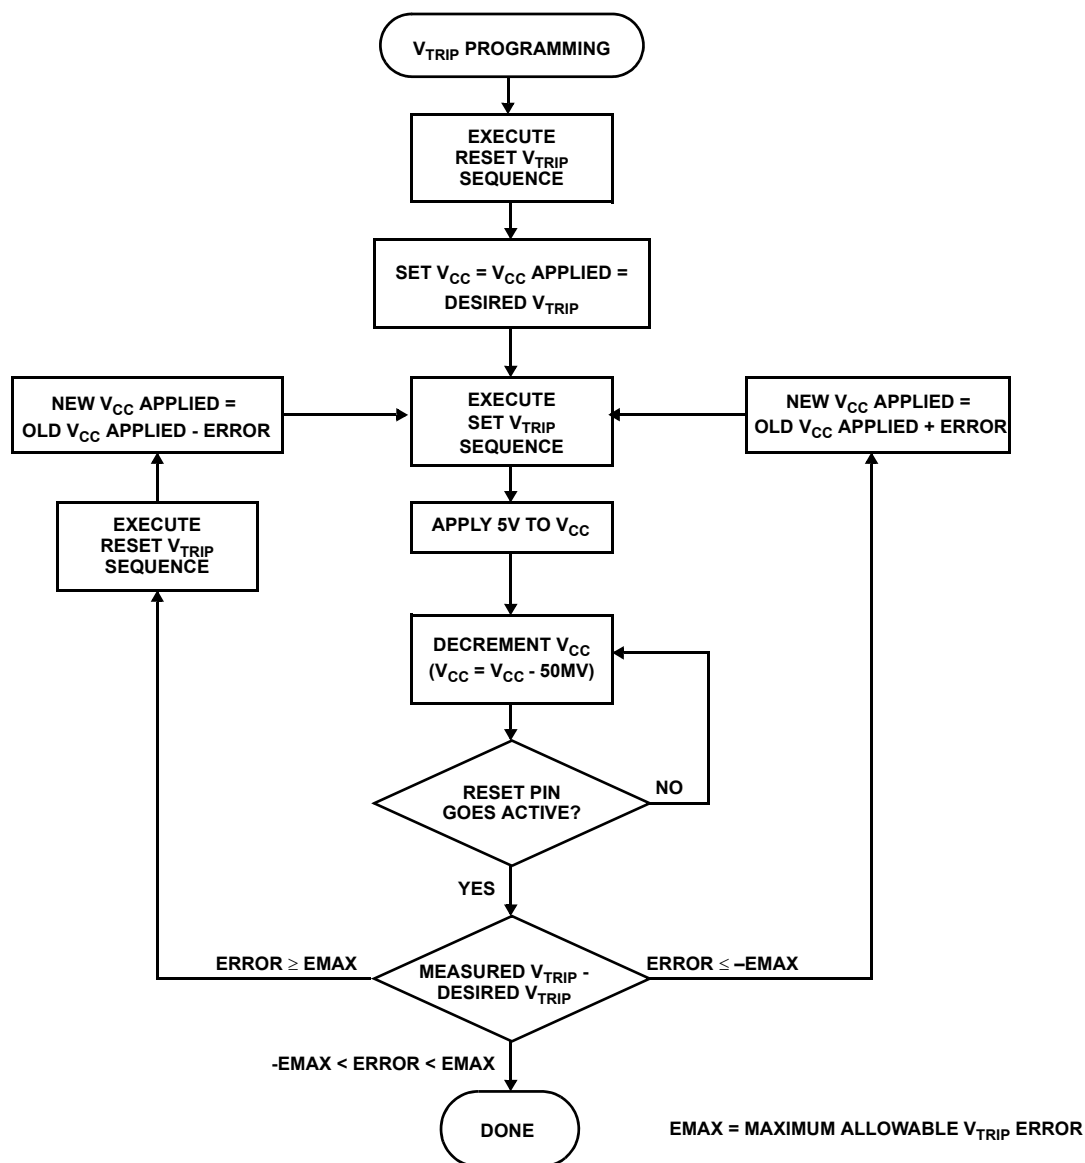 VTRIP PROGRAMMING
EXECUTE
RESET VTRIP
SEQUENCE
SET VCC = VCC APPLIED =
DESIRED VTRIP
NEW VCC APPLIED =
OLD VCC APPLIED - ERROR
EXECUTE
SET VTRIP
SEQUENCE
NEW VCC APPLIED =
OLD VCC APPLIED + ERROR
EXECUTE
RESET VTRIP
SEQUENCE
APPLY 5V TO VCC
DECREMENT VCC
(VCC = VCC - 50MV)
RESET PIN
GOES ACTIVE?
NO
YES
ERROR ≥ EMAX
MEASURED VTRIP -
DESIRED VTRIP
ERROR ≤ –EMAX
-EMAX < ERROR < EMAX
DONE
EMAX = MAXIMUM ALLOWABLE VTRIP ERROR